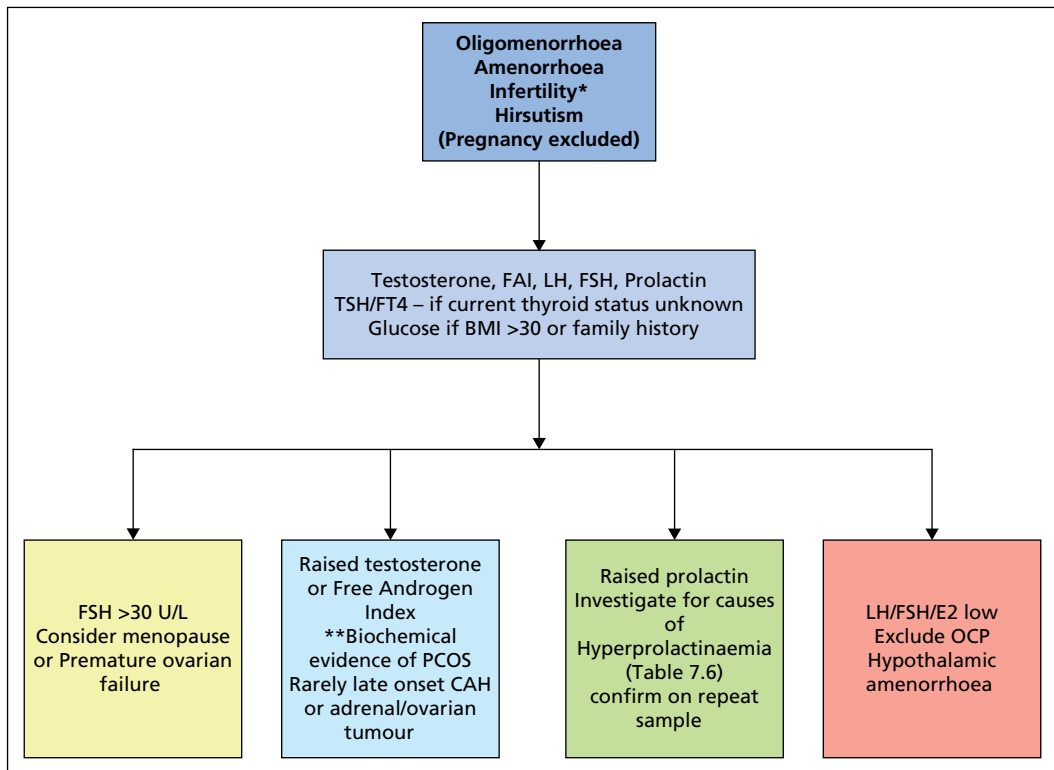 Oligomenorrhoea
Amenorrhoea
Infertility*
Hirsutism
(Pregnancy excluded)
Testosterone, FAI, LH, FSH, Prolactin
TSH/FT4 – if current thyroid status unknown
Glucose if BMI >30 or family history
FSH >30 U/L
Consider menopause
or Premature ovarian
failure
Raised testosterone
or Free Androgen
Index
**Biochemical
evidence of PCOS
Rarely late onset CAH
or adrenal/ovarian
tumour
Raised prolactin
Investigate for causes
of
Hyperprolactinaemia
(Table 7.6)
confirm on repeat
sample
LH/FSH/E2 low
Exclude OCP
Hypothalamic
amenorrhoea